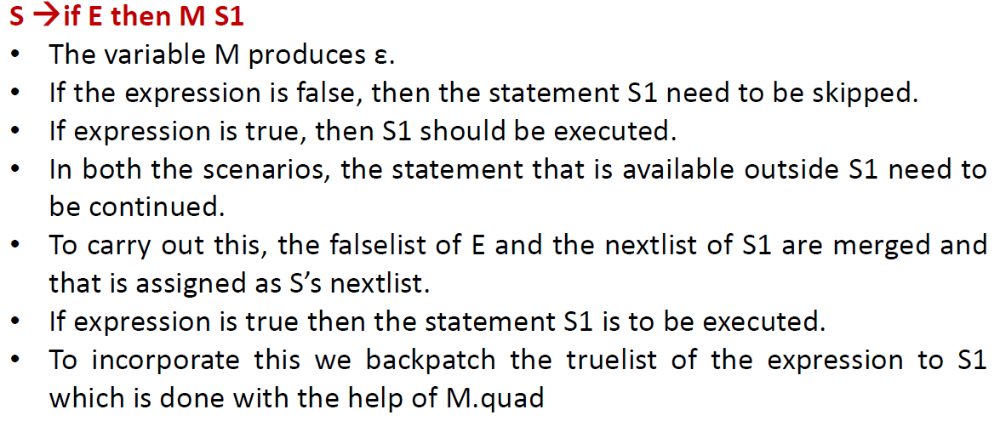 S →if E then M S1
• The variable M produces ε.
• If the expression is false, then the statement S1 need to be skipped.
• If expression is true, then S1 should be executed.
• In both the scenarios, the statement that is available outside S1 need to
be continued.
• To carry out this, the falselist of E and the nextlist of S1 are merged and
that is assigned as S’s nextlist.
• If expression is true then the statement S1 is to be executed.
• To incorporate this we backpatch the truelist of the expression to S1
which is done with the help of M.quad